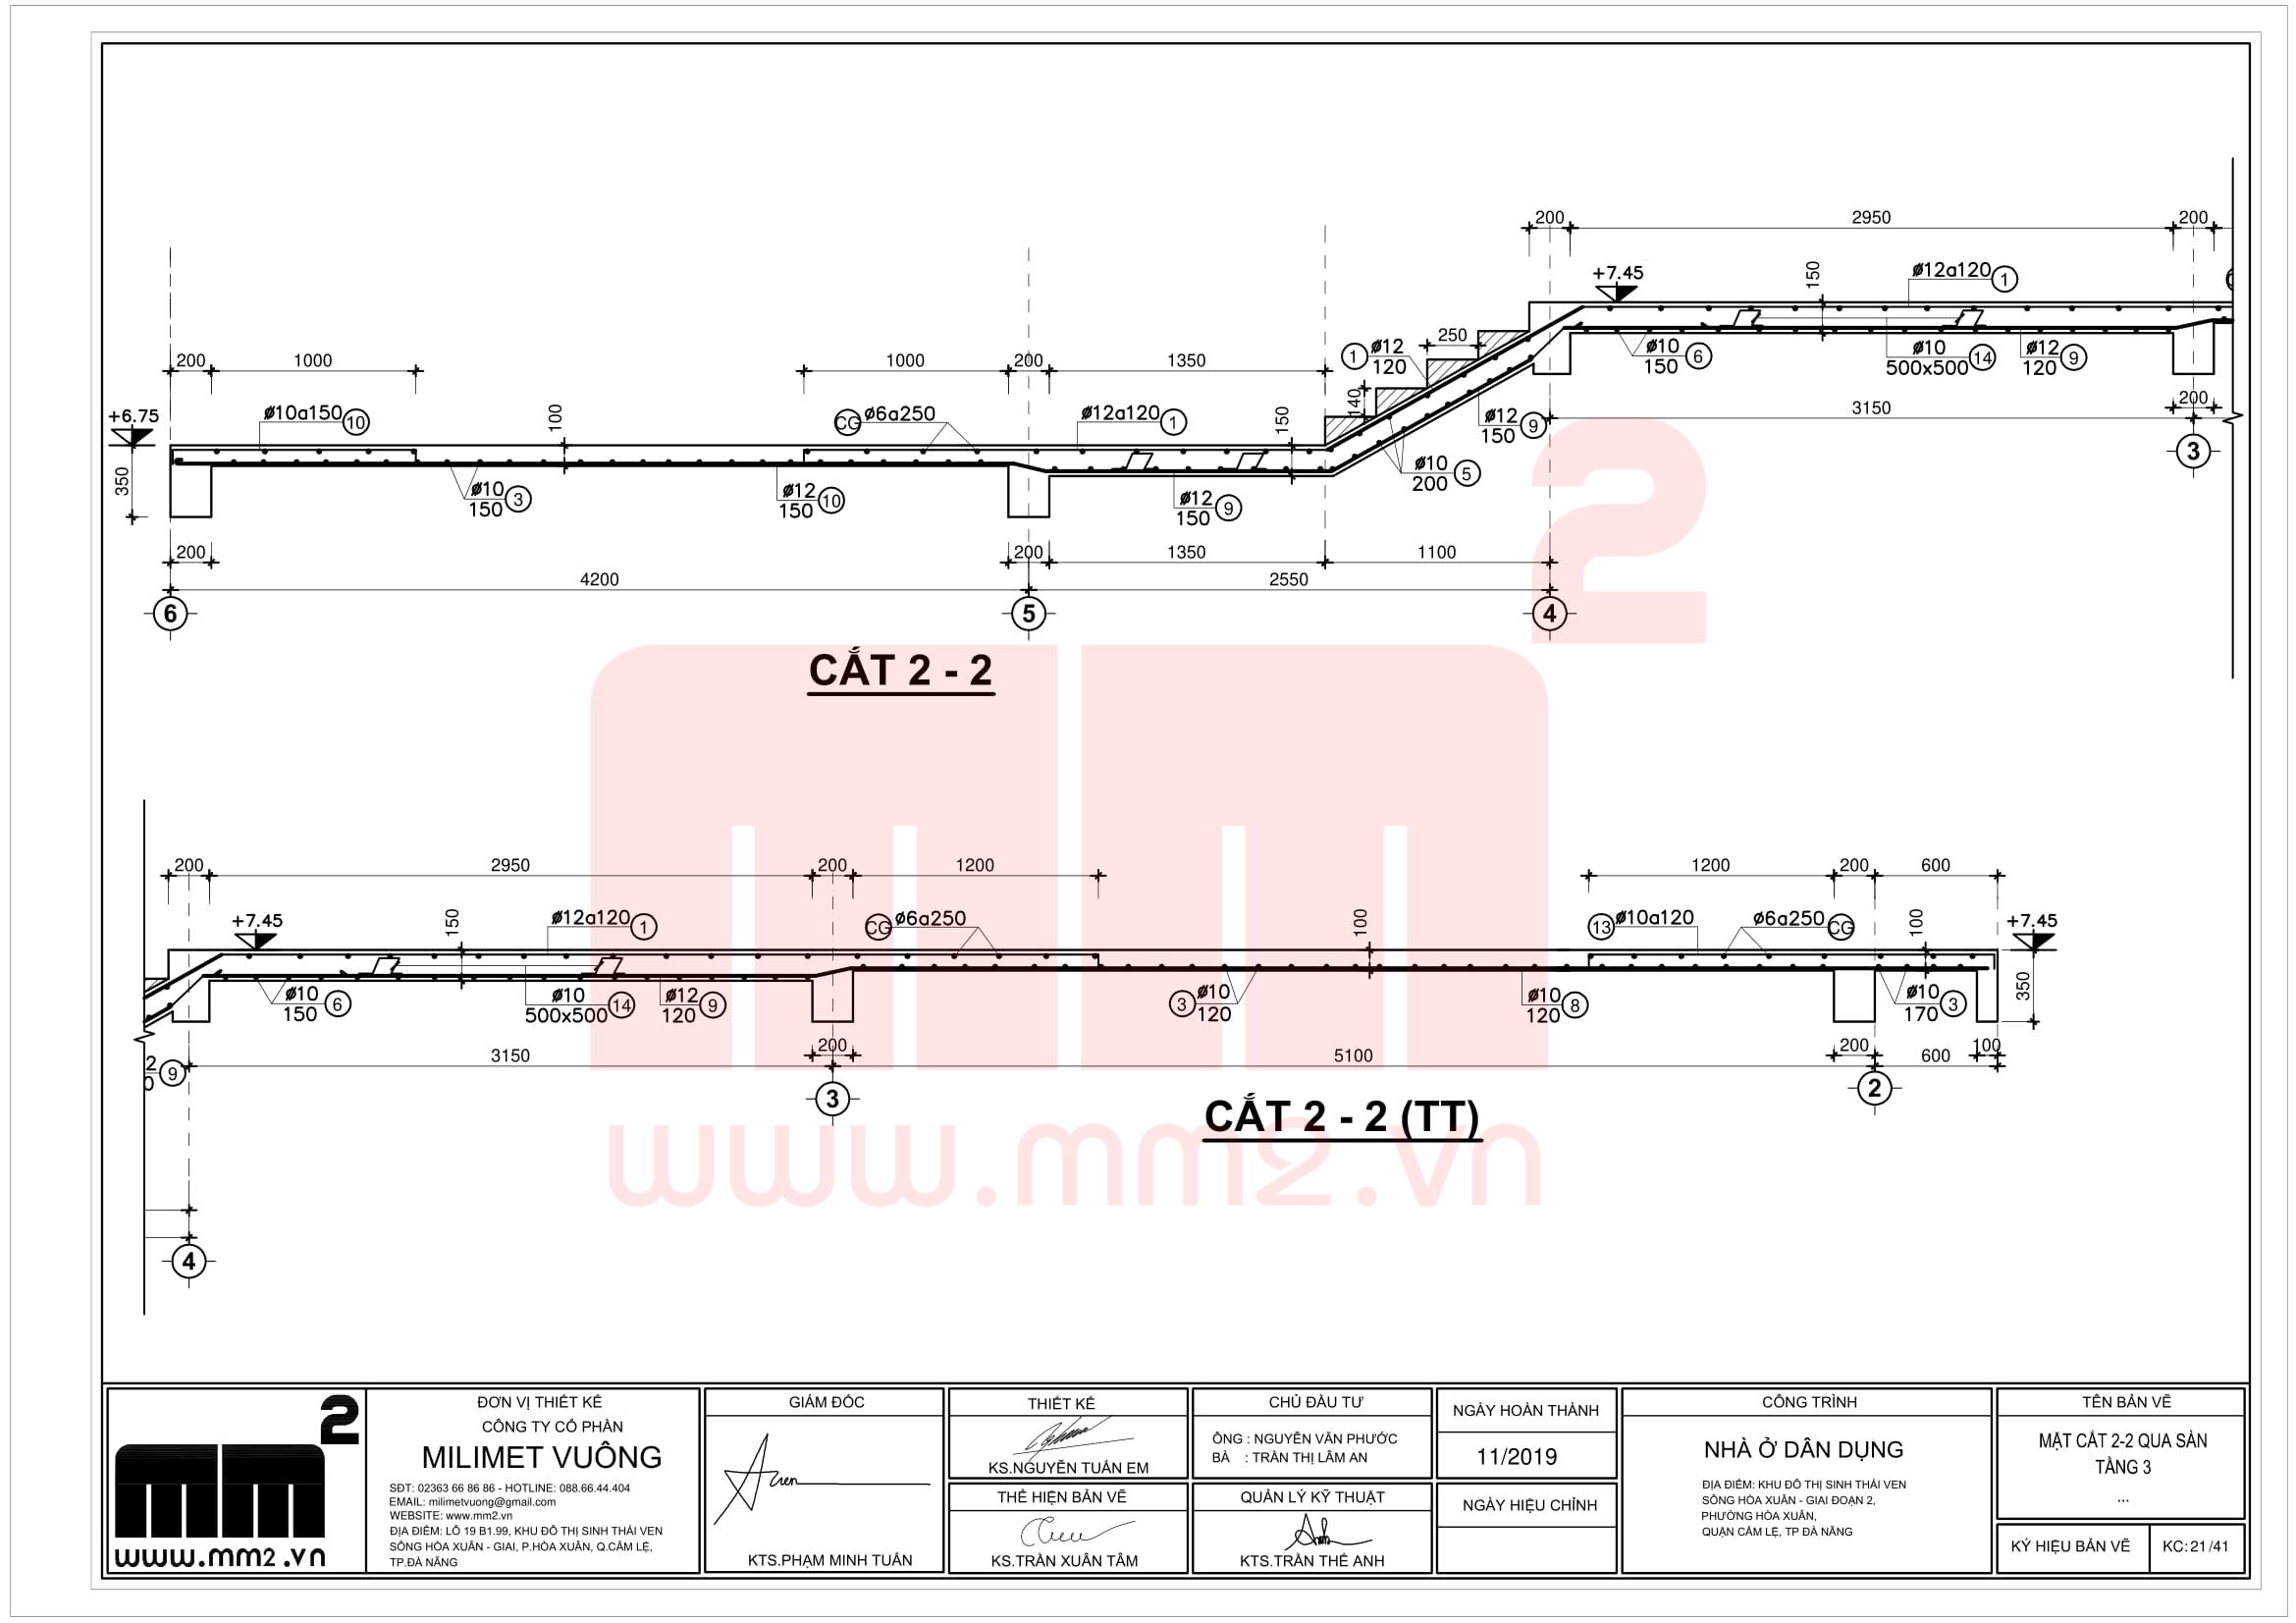 200
2950
200
+7.45
150
Ø12a120
1
Ø10
150
6
Ø10
500x500
14
Ø12
120
9
200
3150
3
200
1000
1000
200
1350
1
Ø12
120
250
140
+6.75
Ø10a150
10
100
CG
Ø6a250
Ø12a120
1
150
Ø12
150
9
350
Ø10
150
3
Ø12
150
10
Ø12
150
9
Ø10
200
5
200
200
1350
1100
4200
2550
6
5
4
CẮT 2 - 2
200
2950
200
1200
1200
200
600
+7.45
150
Ø12a120
1
CG
Ø6a250
100
13
Ø10a120
Ø6a250
CG
100
+7.45
Ø10
150
6
Ø10
500x500
14
Ø12
120
9
3
Ø10
120
Ø10
120
8
Ø10
170
3
350
2
0
9
3150
200
5100
200
600
100
3
2
4
CẮT 2 - 2 (TT)
mm2
www.mm2.vn
2
www.mm2.vn
ĐƠN VỊ THIẾT KẾ
CÔNG TY CỔ PHẦN
MILIMET VUÔNG
SĐT: 02363 66 86 86 - HOTLINE: 088.66.44.404
EMAIL: milimetvuong@gmail.com
WEBSITE: www.mm2.vn
ĐỊA ĐIỂM: LÔ 19 B1.99, KHU ĐÔ THỊ SINH THÁI VEN
SÔNG HÒA XUÂN - GIAI, P.HÒA XUÂN, Q.CẨM LỆ,
TP.ĐÀ NẴNG
GIÁM ĐỐC
KTS.PHẠM MINH TUẤN
THIẾT KẾ
KS.NGUYỄN TUẤN EM
THỂ HIỆN BẢN VẼ
KS.TRẦN XUÂN TÂM
CHỦ ĐẦU TƯ
ÔNG : NGUYỄN VĂN PHƯỚC
BÀ : TRẦN THỊ LÂM AN
QUẢN LÝ KỸ THUẬT
KTS.TRẦN THẾ ANH
NGÀY HOÀN THÀNH
11/2019
NGÀY HIỆU CHỈNH
CÔNG TRÌNH
NHÀ Ở DÂN DỤNG
ĐỊA ĐIỂM: KHU ĐÔ THỊ SINH THÁI VEN
SÔNG HÒA XUÂN - GIAI ĐOẠN 2,
PHƯỜNG HÒA XUÂN,
QUẬN CẨM LỆ, TP ĐÀ NẴNG
TÊN BẢN VẼ
MẶT CẮT 2-2 QUA SÀN
TẦNG 3
...
KÝ HIỆU BẢN VẼ
KC: 21 /41